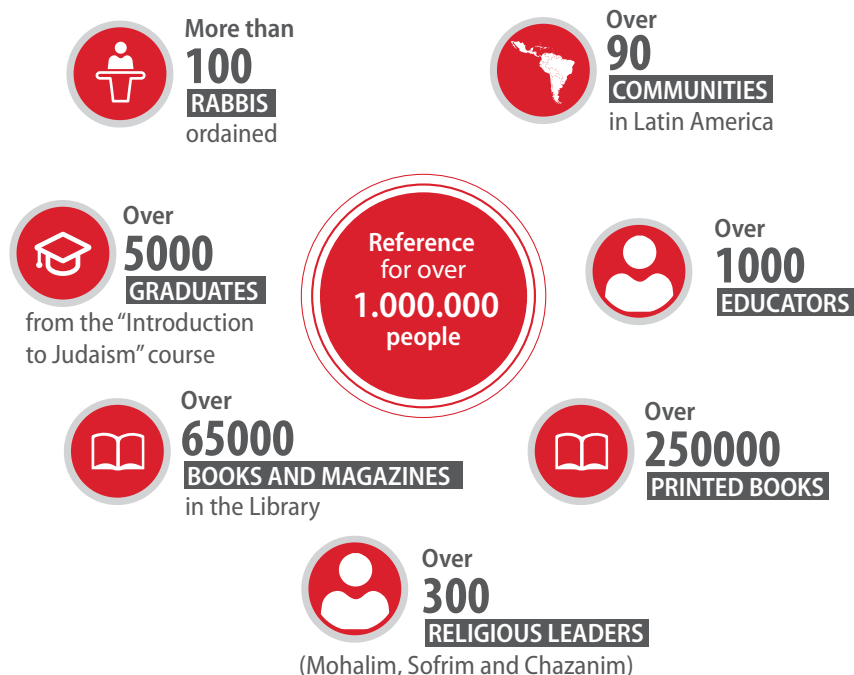 More than
100
RABBIS
ordained
Over
90
COMMUNITIES
in Latin America
Over
5000
GRADUATES
from the “Introduction
to Judaism” course
Reference
for over
1.000.000
people
Over
1000
EDUCATORS
Over
65000
BOOKS AND MAGAZINES
in the Library
Over
250000
PRINTED BOOKS
Over
300
RELIGIOUS LEADERS
(Mohalim, Sofrim and Chazanim)